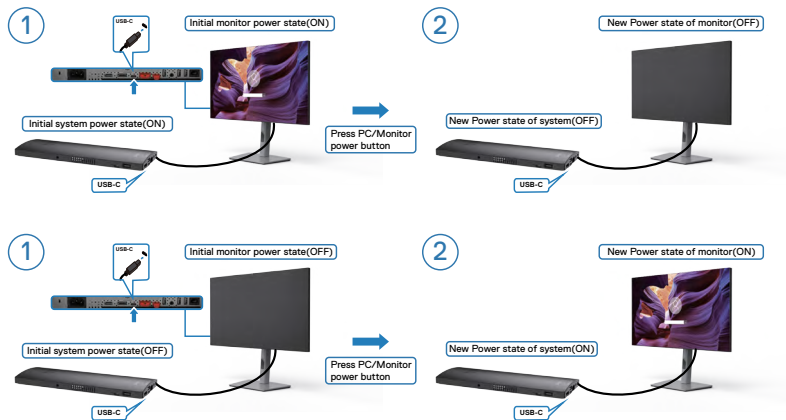 1
USB-C
Initial monitor power state(ON)
Initial system power state(ON)
USB-C
Press PC/Monitor
power button
2
New Power state of monitor(OFF)
New Power state of system(OFF)
USB-C
1
USB-C
Initial monitor power state(OFF)
Initial system power state(OFF)
USB-C
Press PC/Monitor
power button
2
New Power state of monitor(ON)
New Power state of system(ON)
USB-C